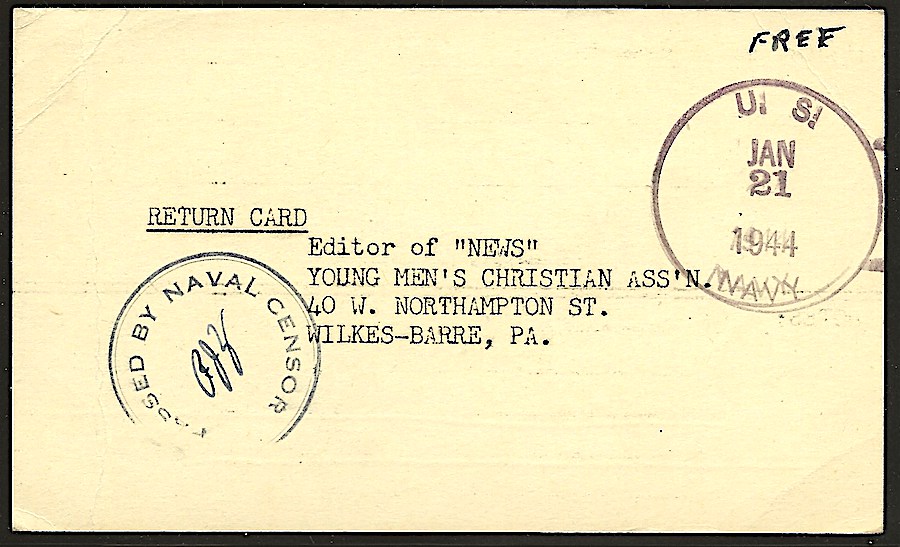 FREE
U. S.
JAN
21
1944
NAVY
RETURN CARD
Editor of "NEWS"
YOUNG MEN'S CHRISTIAN ASS'N.
40 W. NORTHAMPTON ST.
WILKES-BARRE, PA.
PASSED BY NAVAL CENSOR